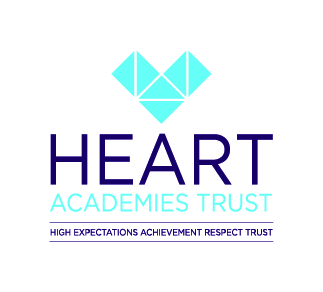 HEART
ACADEMIES TRUST
HIGH EXPECTATIONS ACHIEVEMENT RESPECT TRUST